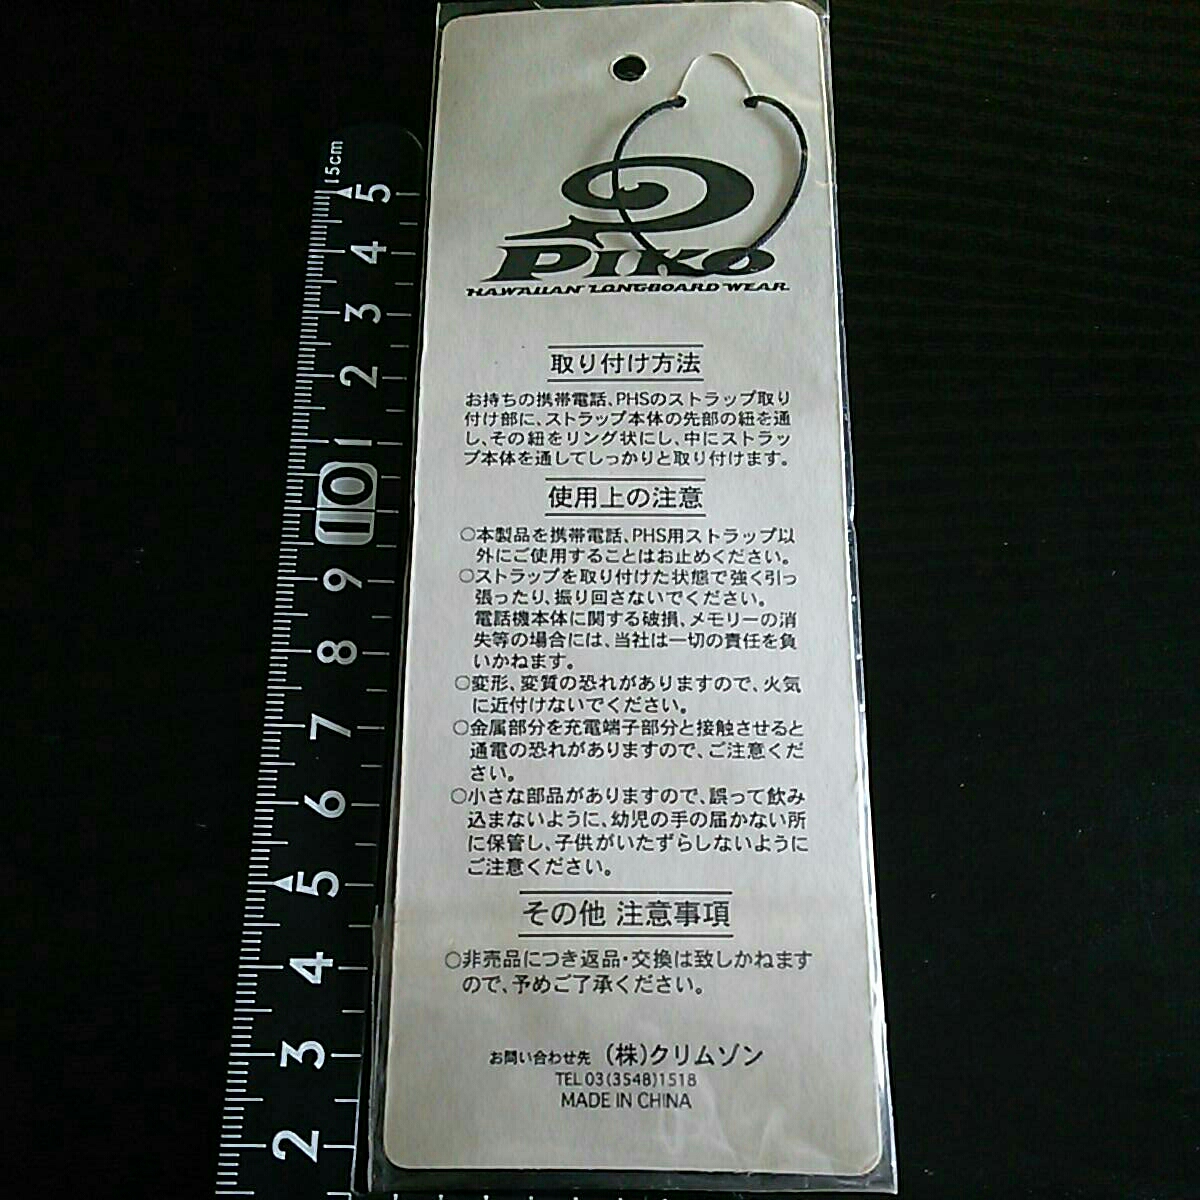 PIKO
HAWAIIAN LONGBOARD WEAR
取り付け方法
お持ちの携帯電話、PHSのストラップ取り
付け部に、ストラップ本体の先部の紐を通
し、その紐をリング状にし、中にストラッ
プ本体を通してしっかりと取り付けます。
使用上の注意
○本製品を携帯電話、PHS用ストラップ以
外にご使用することはお止めください。
○ストラップを取り付けた状態で強く引っ
張ったり、振り回さないでください。
電話機本体に関する破損、メモリーの消
失等の場合には、当社は一切の責任を負
いかねます。
○変形、変質の恐れがありますので、火気
に近付けないでください。
○金属部分を充電端子部分と接触させると
通電の恐れがありますので、ご注意くだ
さい。
○小さな部品がありますので、誤って飲み
込まないように、幼児の手の届かない所
に保管し、子供がいたずらしないように
ご注意ください。
その他 注意事項
○非売品につき返品・交換は致しかねます
ので、予めご了承ください。
お問い合わせ先 (株)クリムゾン
TEL 03(3548)1518
MADE IN CHINA
15cm
5
4
3
2
1
10
9
8
7
6
5
4
3
2